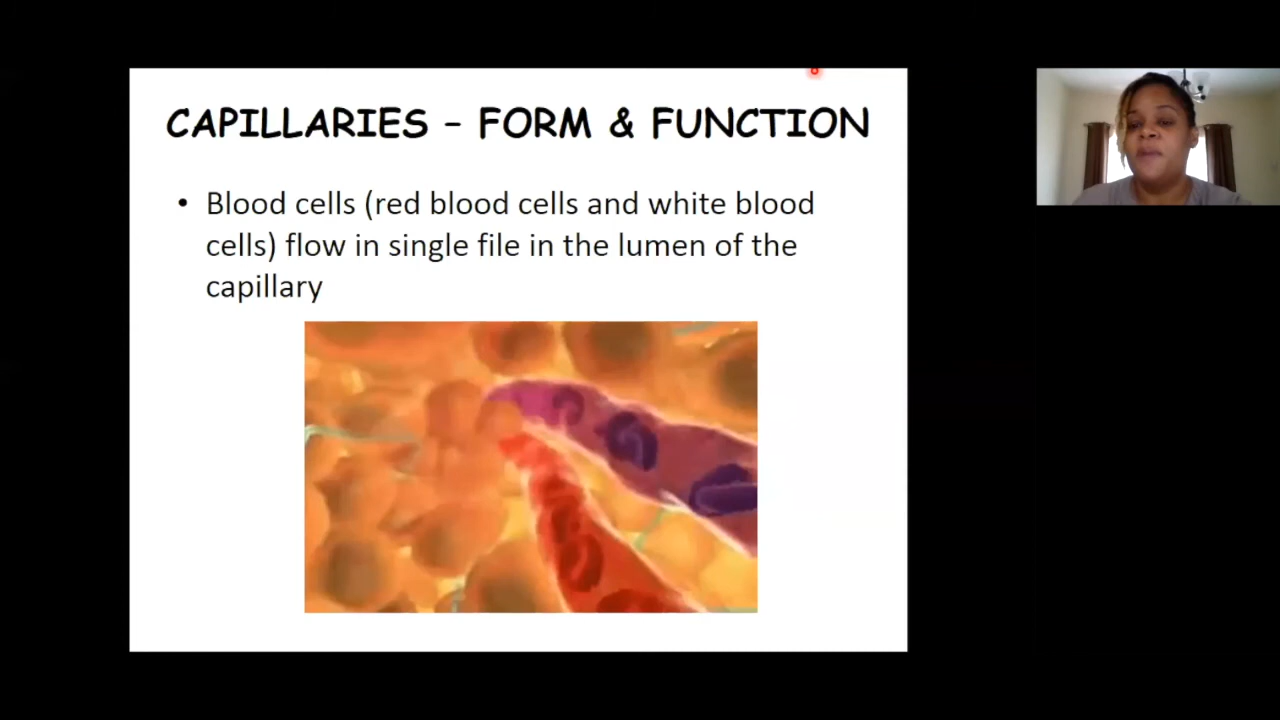 CAPILLARIES – FORM & FUNCTION
• Blood cells (red blood cells and white blood
cells) flow in single file in the lumen of the
capillary